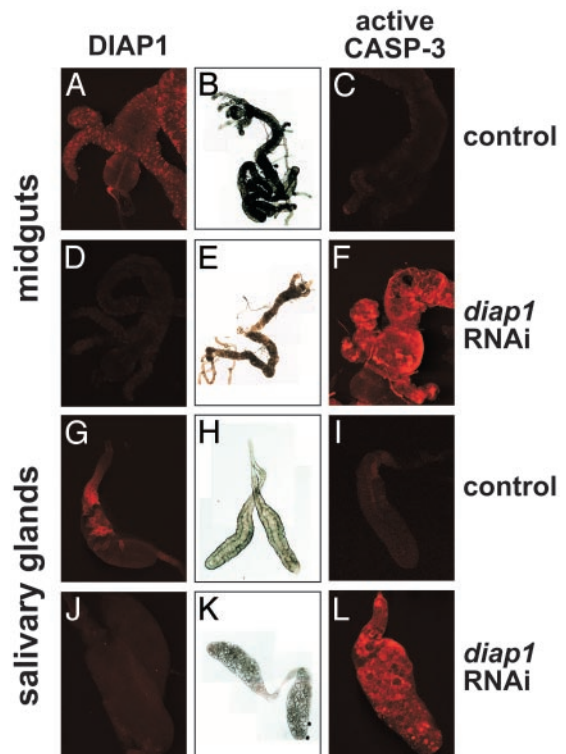 DIAP1
active
CASP-3
A
B
C
control
midguts
D
E
F
diap1
RNAi
G
H
I
control
salivary glands
J
K
L
diap1
RNAi